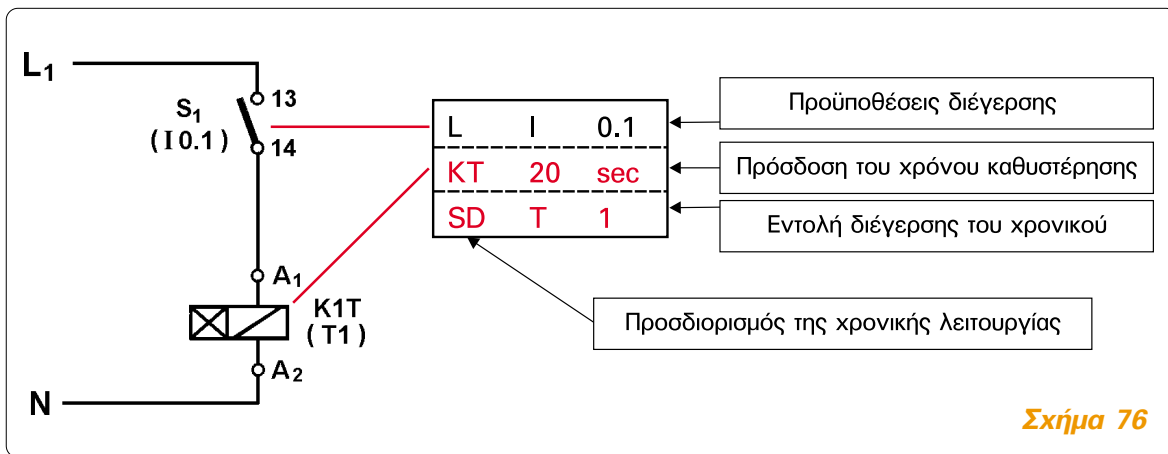 L1
S1
(I 0.1)
13
14
A1
K1T
(T1)
A2
N
L I 0.1
KT 20 sec
SD T 1
Προϋποθέσεις διέγερσης
Πρόσδοση του χρόνου καθυστέρησης
Εντολή διέγερσης του χρονικού
Προσδιορισμός της χρονικής λειτουργίας
Σχήμα 76